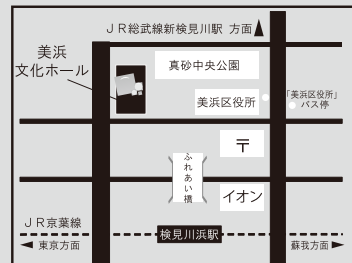 JR総武線新検見川駅 方面▲
美浜
文化ホール
真砂中央公園
美浜区役所
「美浜区役所」
バス停
〒
ふれあい橋
イオン
JR京葉線
◀ 東京方面
検見川浜駅
蘇我方面 ▶